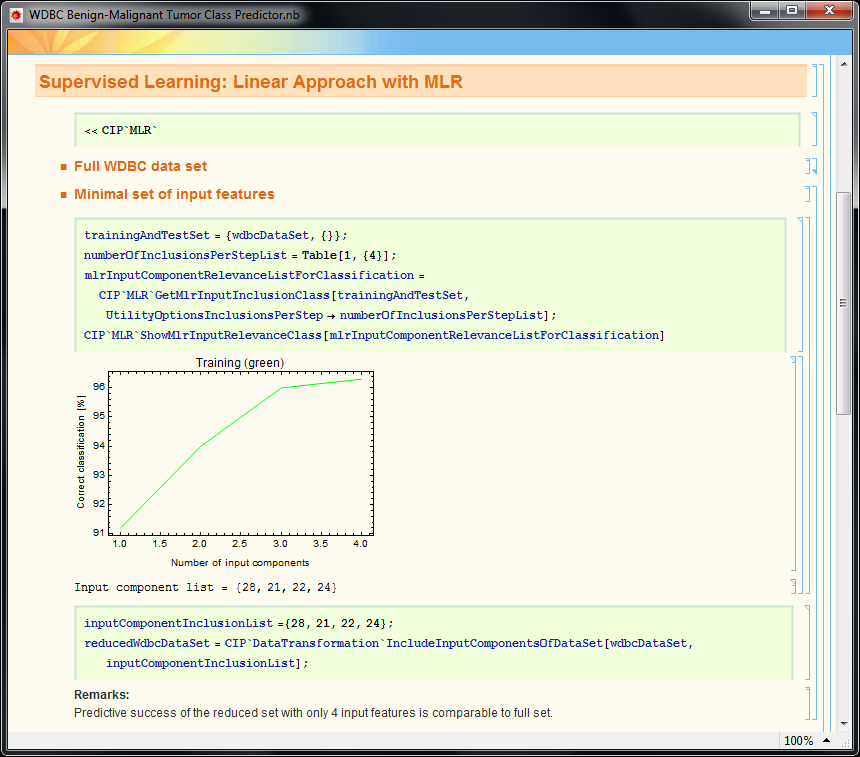 WDBC Benign-Malignant Tumor Class Predictor.nb
Supervised Learning: Linear Approach with MLR
<< CIP`MLR`
Full WDBC data set
Minimal set of input features
trainingAndTestSet = {wdbcDataSet, {}};
numberOfInclusionsPerStepList = Table[1, {4}];
mlrInputComponentRelevanceListForClassification =
CIP`MLR`GetMlrInputInclusionClass[trainingAndTestSet,
UtilityOptionsInclusionsPerStep → numberOfInclusionsPerStepList];
CIP`MLR`ShowMlrInputRelevanceClass[mlrInputComponentRelevanceListForClassification]
Training (green)
Correct classification [%]
96
95
94
93
92
91
1.0 1.5 2.0 2.5 3.0 3.5 4.0
Number of input components
Input component list = {28, 21, 22, 24}
inputComponentInclusionList ={28, 21, 22, 24};
reducedWdbcDataSet = CIP`DataTransformation`IncludeInputComponentsOfDataSet[wdbcDataSet,
inputComponentInclusionList];
Remarks:
Predictive success of the reduced set with only 4 input features is comparable to full set.
100%